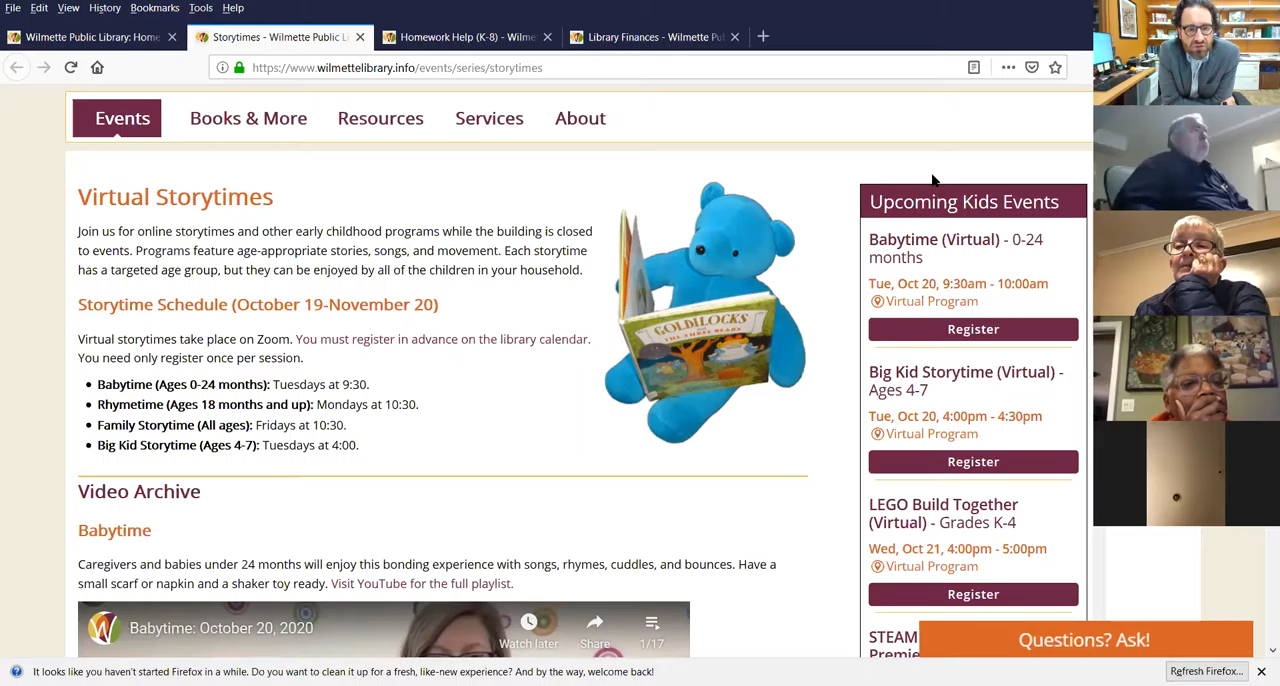 File Edit View History Bookmarks Tools Help
Wilmette Public Library: Home
Storytimes - Wilmette Public L
Homework Help (K-8) - Wilme
Library Finances - Wilmette Pu
https://www.wilmettelibrary.info/events/series/storytimes
Events
Books & More
Resources
Services
About
Virtual Storytimes
Join us for online storytimes and other early childhood programs while the building is closed
to events. Programs feature age-appropriate stories, songs, and movement. Each storytime
has a targeted age group, but they can be enjoyed by all of the children in your household.
Storytime Schedule (October 19-November 20)
Virtual storytimes take place on Zoom. You must register in advance on the library calendar.
You need only register once per session.
• Babytime (Ages 0-24 months): Tuesdays at 9:30.
• Rhymetime (Ages 18 months and up): Mondays at 10:30.
• Family Storytime (All ages): Fridays at 10:30.
• Big Kid Storytime (Ages 4-7): Tuesdays at 4:00.
GOLDILOCKS
AND THE THREE BEARS
Video Archive
Babytime
Caregivers and babies under 24 months will enjoy this bonding experience with songs, rhymes, cuddles, and bounces. Have a
small scarf or napkin and a shaker toy ready. Visit YouTube for the full playlist.
Babytime: October 20, 2020
Watch later
Share
1/17
Upcoming Kids Events
Babytime (Virtual) - 0-24
months
Tue, Oct 20, 9:30am - 10:00am
Virtual Program
Register
Big Kid Storytime (Virtual) -
Ages 4-7
Tue, Oct 20, 4:00pm - 4:30pm
Virtual Program
Register
LEGO Build Together
(Virtual) - Grades K-4
Wed, Oct 21, 4:00pm - 5:00pm
Virtual Program
Register
STEAM
Premie
Questions? Ask!
It looks like you haven't started Firefox in a while. Do you want to clean it up for a fresh, like-new experience? And by the way, welcome back!
Refresh Firefox...